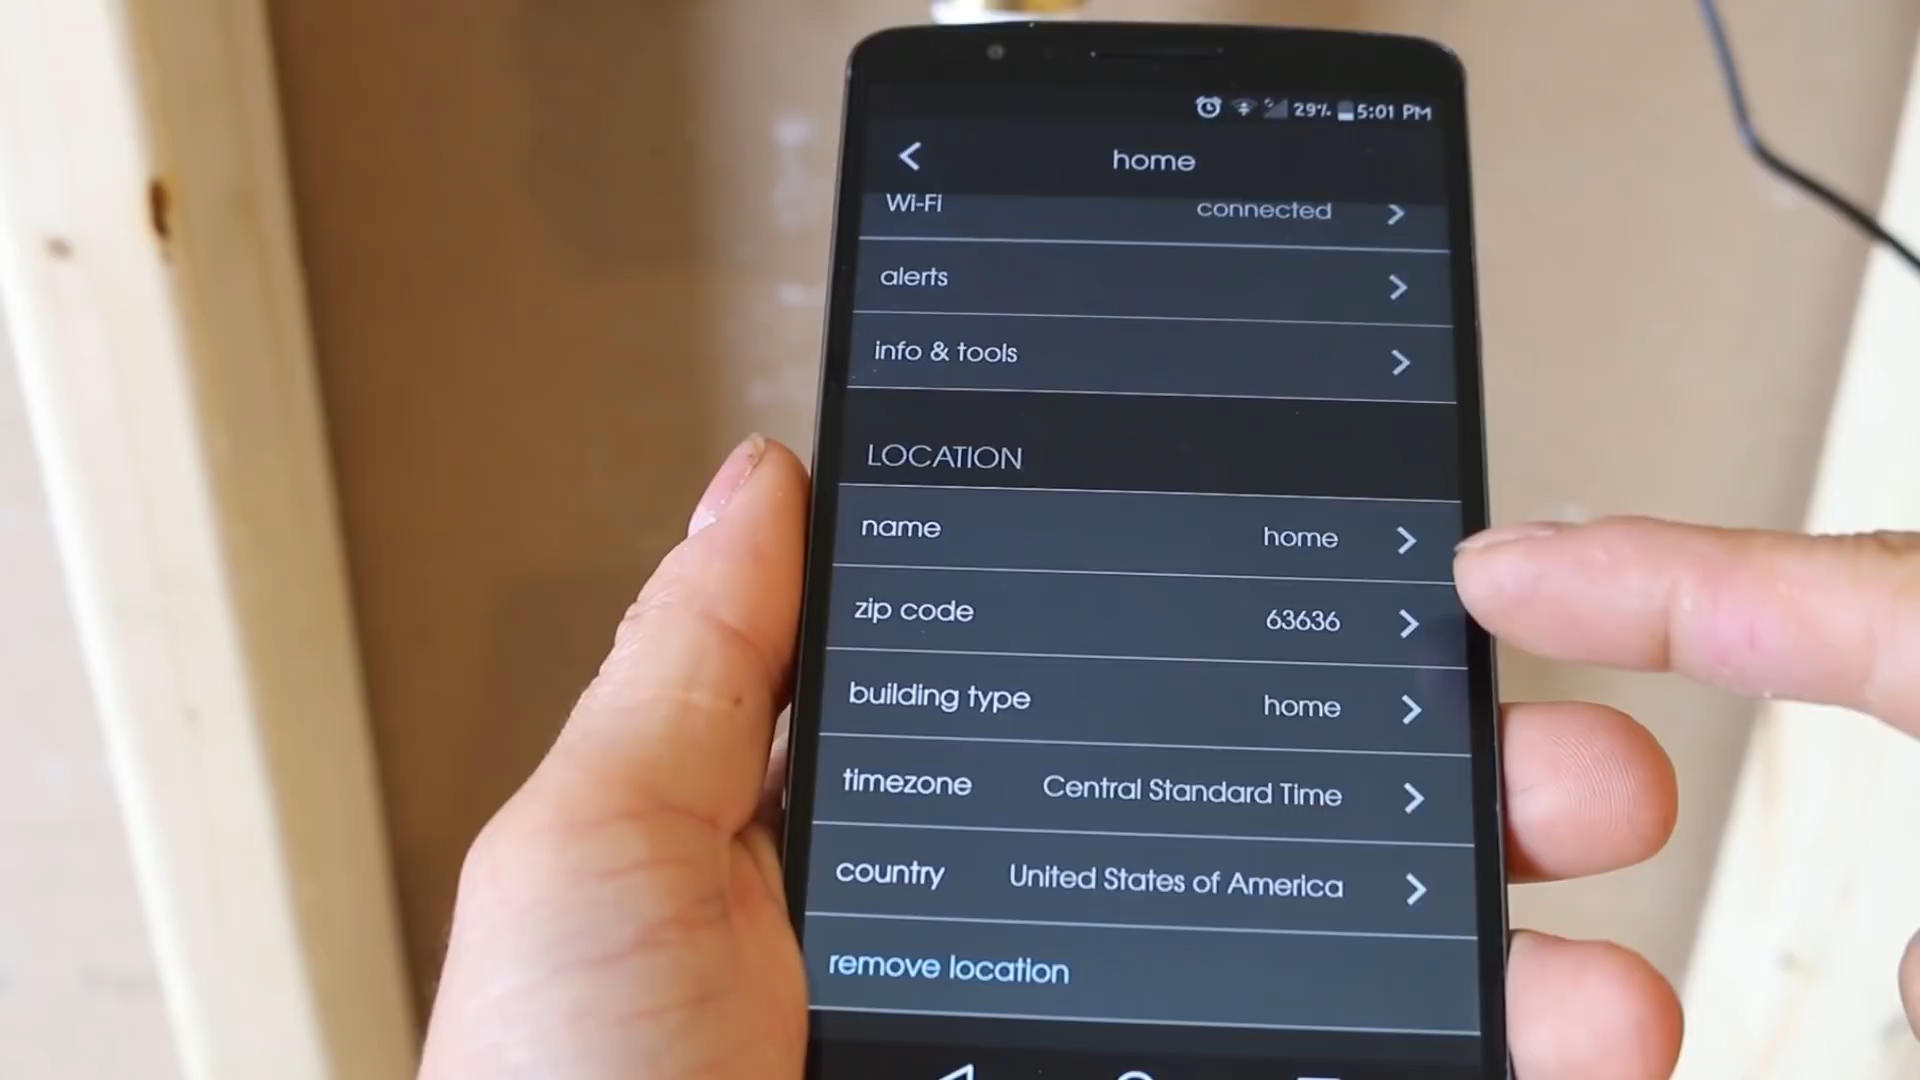 29% 5:01 PM
home
Wi-Fi connected
alerts
info & tools
LOCATION
name home
zip code 63636
building type home
timezone Central Standard Time
country United States of America
remove location